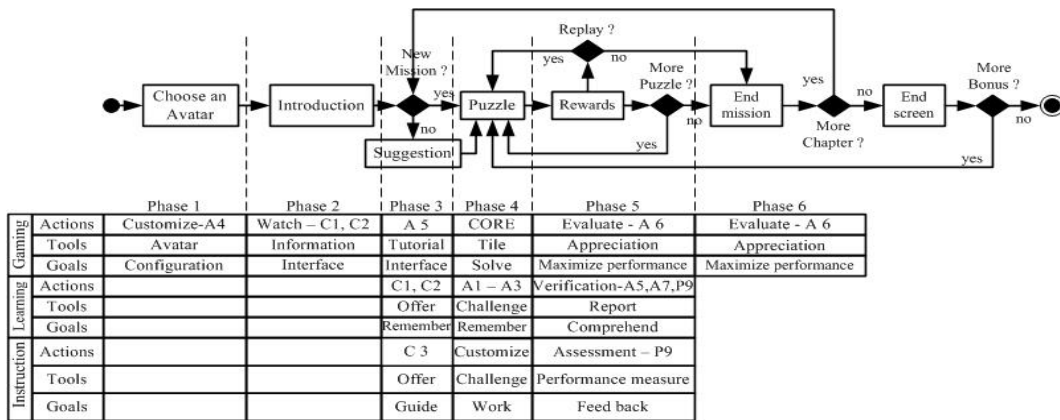 Replay ?
New
Mission ?
yes
no
More
Puzzle ?
yes
More
Bonus ?
Choose an
Avatar
Introduction
yes
Puzzle
Rewards
no
End
mission
no
End
screen
no
no
Suggestion
yes
More
Chapter ?
yes
Phase 1
Phase 2
Phase 3
Phase 4
Phase 5
Phase 6
Gaming
Actions
Customize-A4
Watch – C1, C2
A 5
CORE
Evaluate - A 6
Evaluate - A 6
Tools
Avatar
Information
Tutorial
Tile
Appreciation
Appreciation
Goals
Configuration
Interface
Interface
Solve
Maximize performance
Maximize performance
Learning
Actions
C1, C2
A1 – A3
Verification-A5,A7,P9
Tools
Offer
Challenge
Report
Goals
Remember
Remember
Comprehend
Instruction
Actions
C 3
Customize
Assessment – P9
Tools
Offer
Challenge
Performance measure
Goals
Guide
Work
Feed back